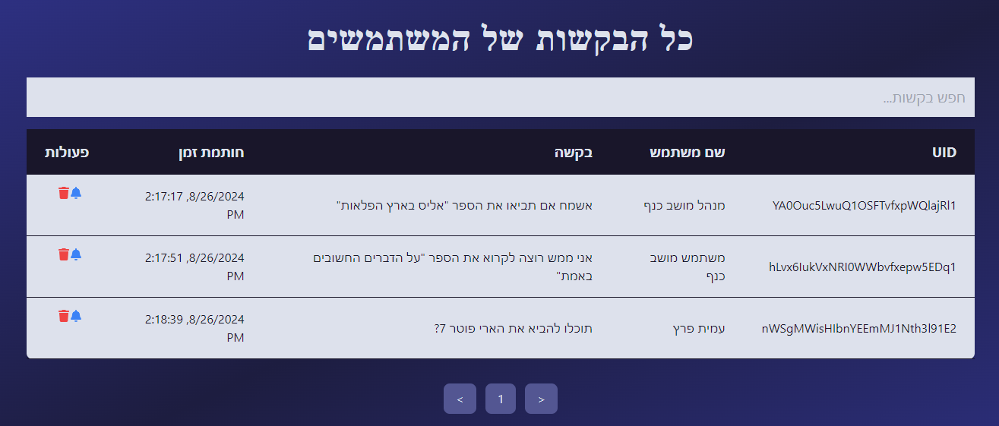 כל הבקשות של המשתמשים
חפש בקשות...
UID שם משתמש בקשה חותמת זמן פעולות
YA0Ouc5LwuQ1OSFTvfxpWQlajRl1 מנהל מושב כנף אשמח אם תביאו את הספר "אליס בארץ הפלאות" 8/26/2024, 2:17:17
PM
hLvx6IukVxNRI0WWbvfxepw5EDq1 משתמש מושב אני ממש רוצה לקרוא את הספר "על הדברים החשובים 8/26/2024, 2:17:51
כנף באמת" PM
nWSgMWisHIbnYEEmMJ1Nth3l91E2 עמית פרץ תוכלו להביא את הארי פוטר 7? 8/26/2024, 2:18:39
PM
< 1 >